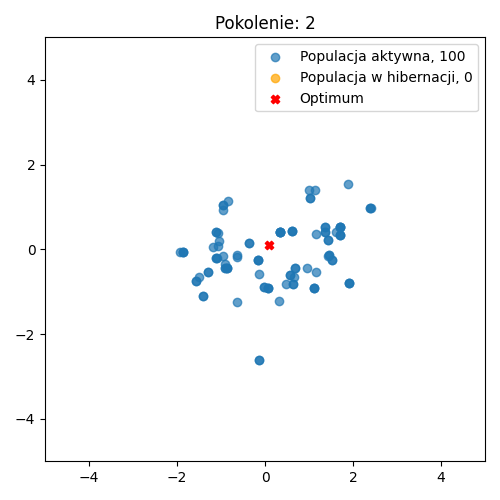 Pokolenie: 2
Populacja aktywna, 100
Populacja w hibernacji, 0
Optimum
4
2
0
−2
−4
−4 −2 0 2 4